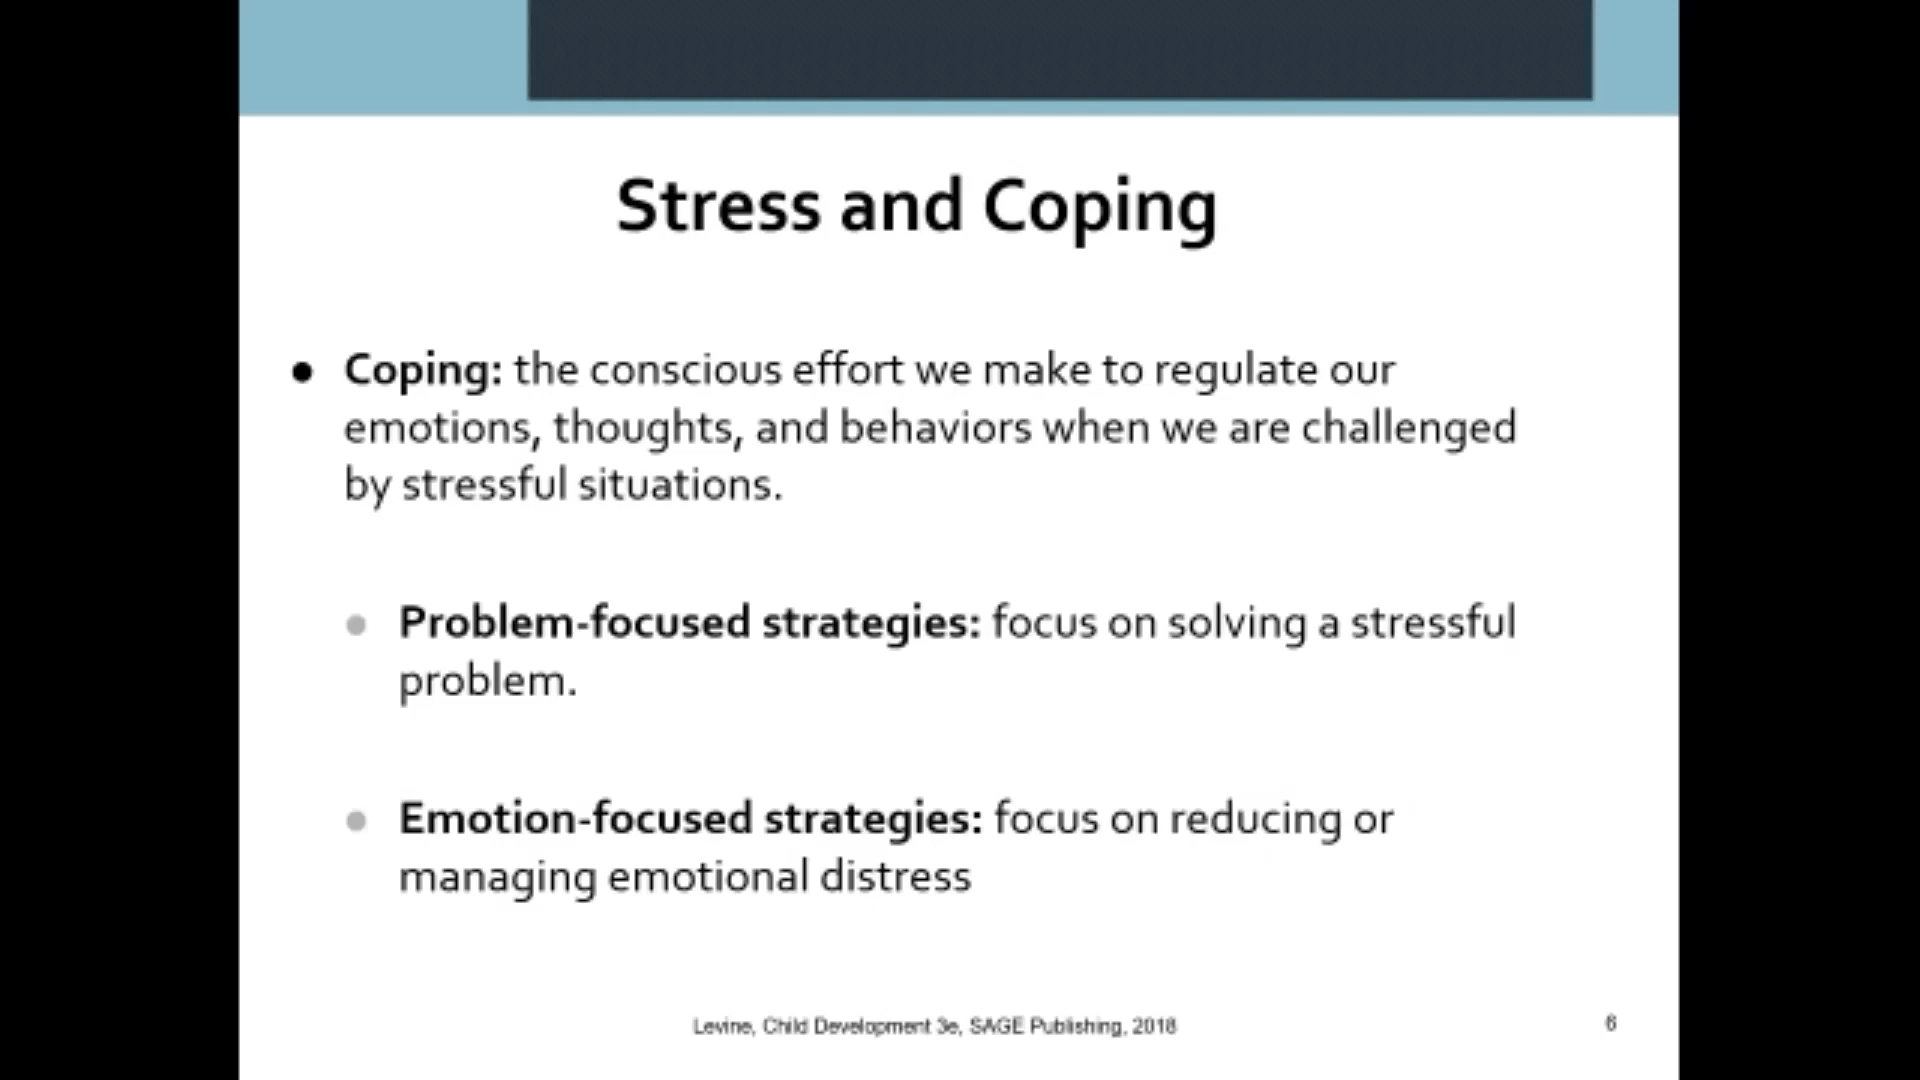 Stress and Coping
● Coping: the conscious effort we make to regulate our
emotions, thoughts, and behaviors when we are challenged
by stressful situations.
● Problem-focused strategies: focus on solving a stressful
problem.
● Emotion-focused strategies: focus on reducing or
managing emotional distress
Levine, Child Development 3e, SAGE Publishing, 2018
6